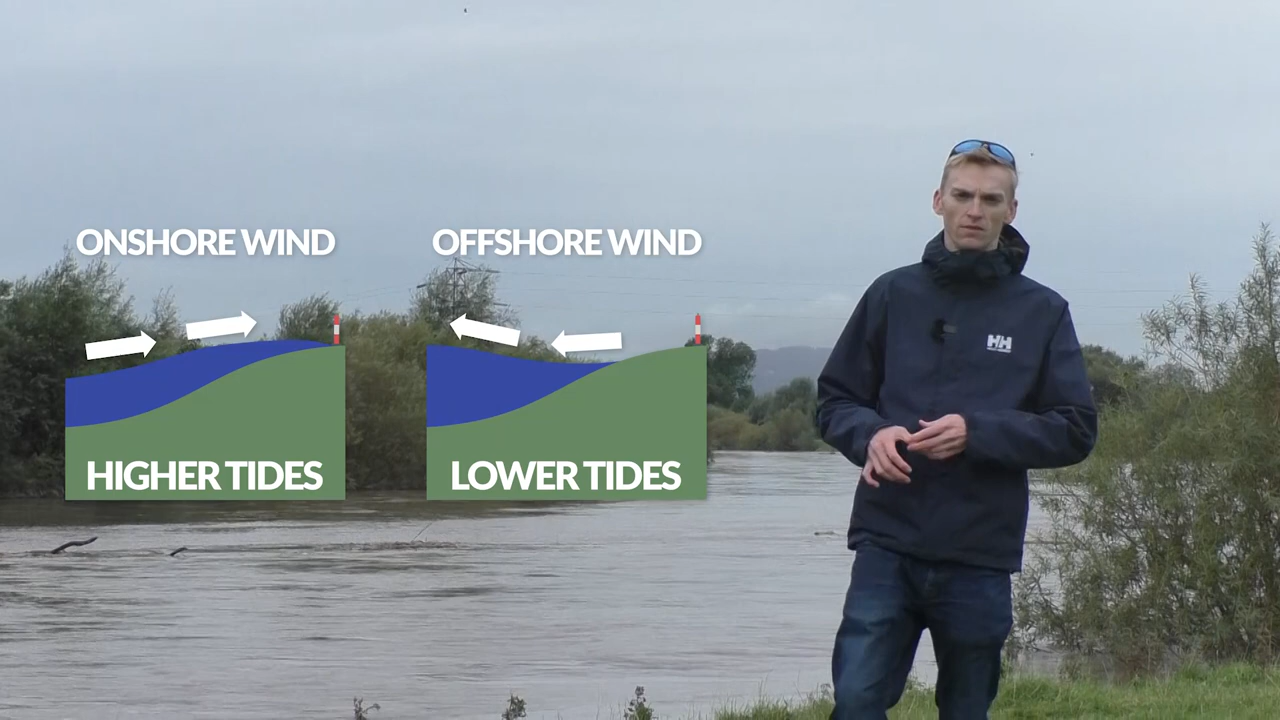 ONSHORE WIND
OFFSHORE WIND
HIGHER TIDES
LOWER TIDES
HH